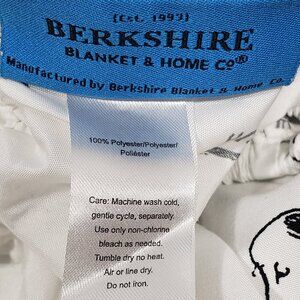 (Est. 1993)
BERKSHIRE
BLANKET & HOME Co®
Manufactured by Berkshire Blanket & Home Co.
100% Polyester/Polyester/
Poliéster
Care: Machine wash cold,
gentle cycle, separately.
Use only non-chlorine
bleach as needed.
Tumble dry no heat.
Air or line dry.
Do not iron.